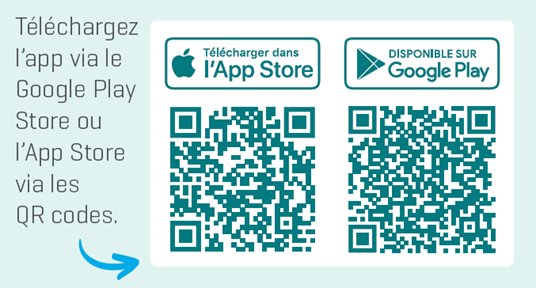 Téléchargez
l’app via le
Google Play
Store ou
l’App Store
via les
QR codes.
Télécharger dans
l’App Store
DISPONIBLE SUR
Google Play